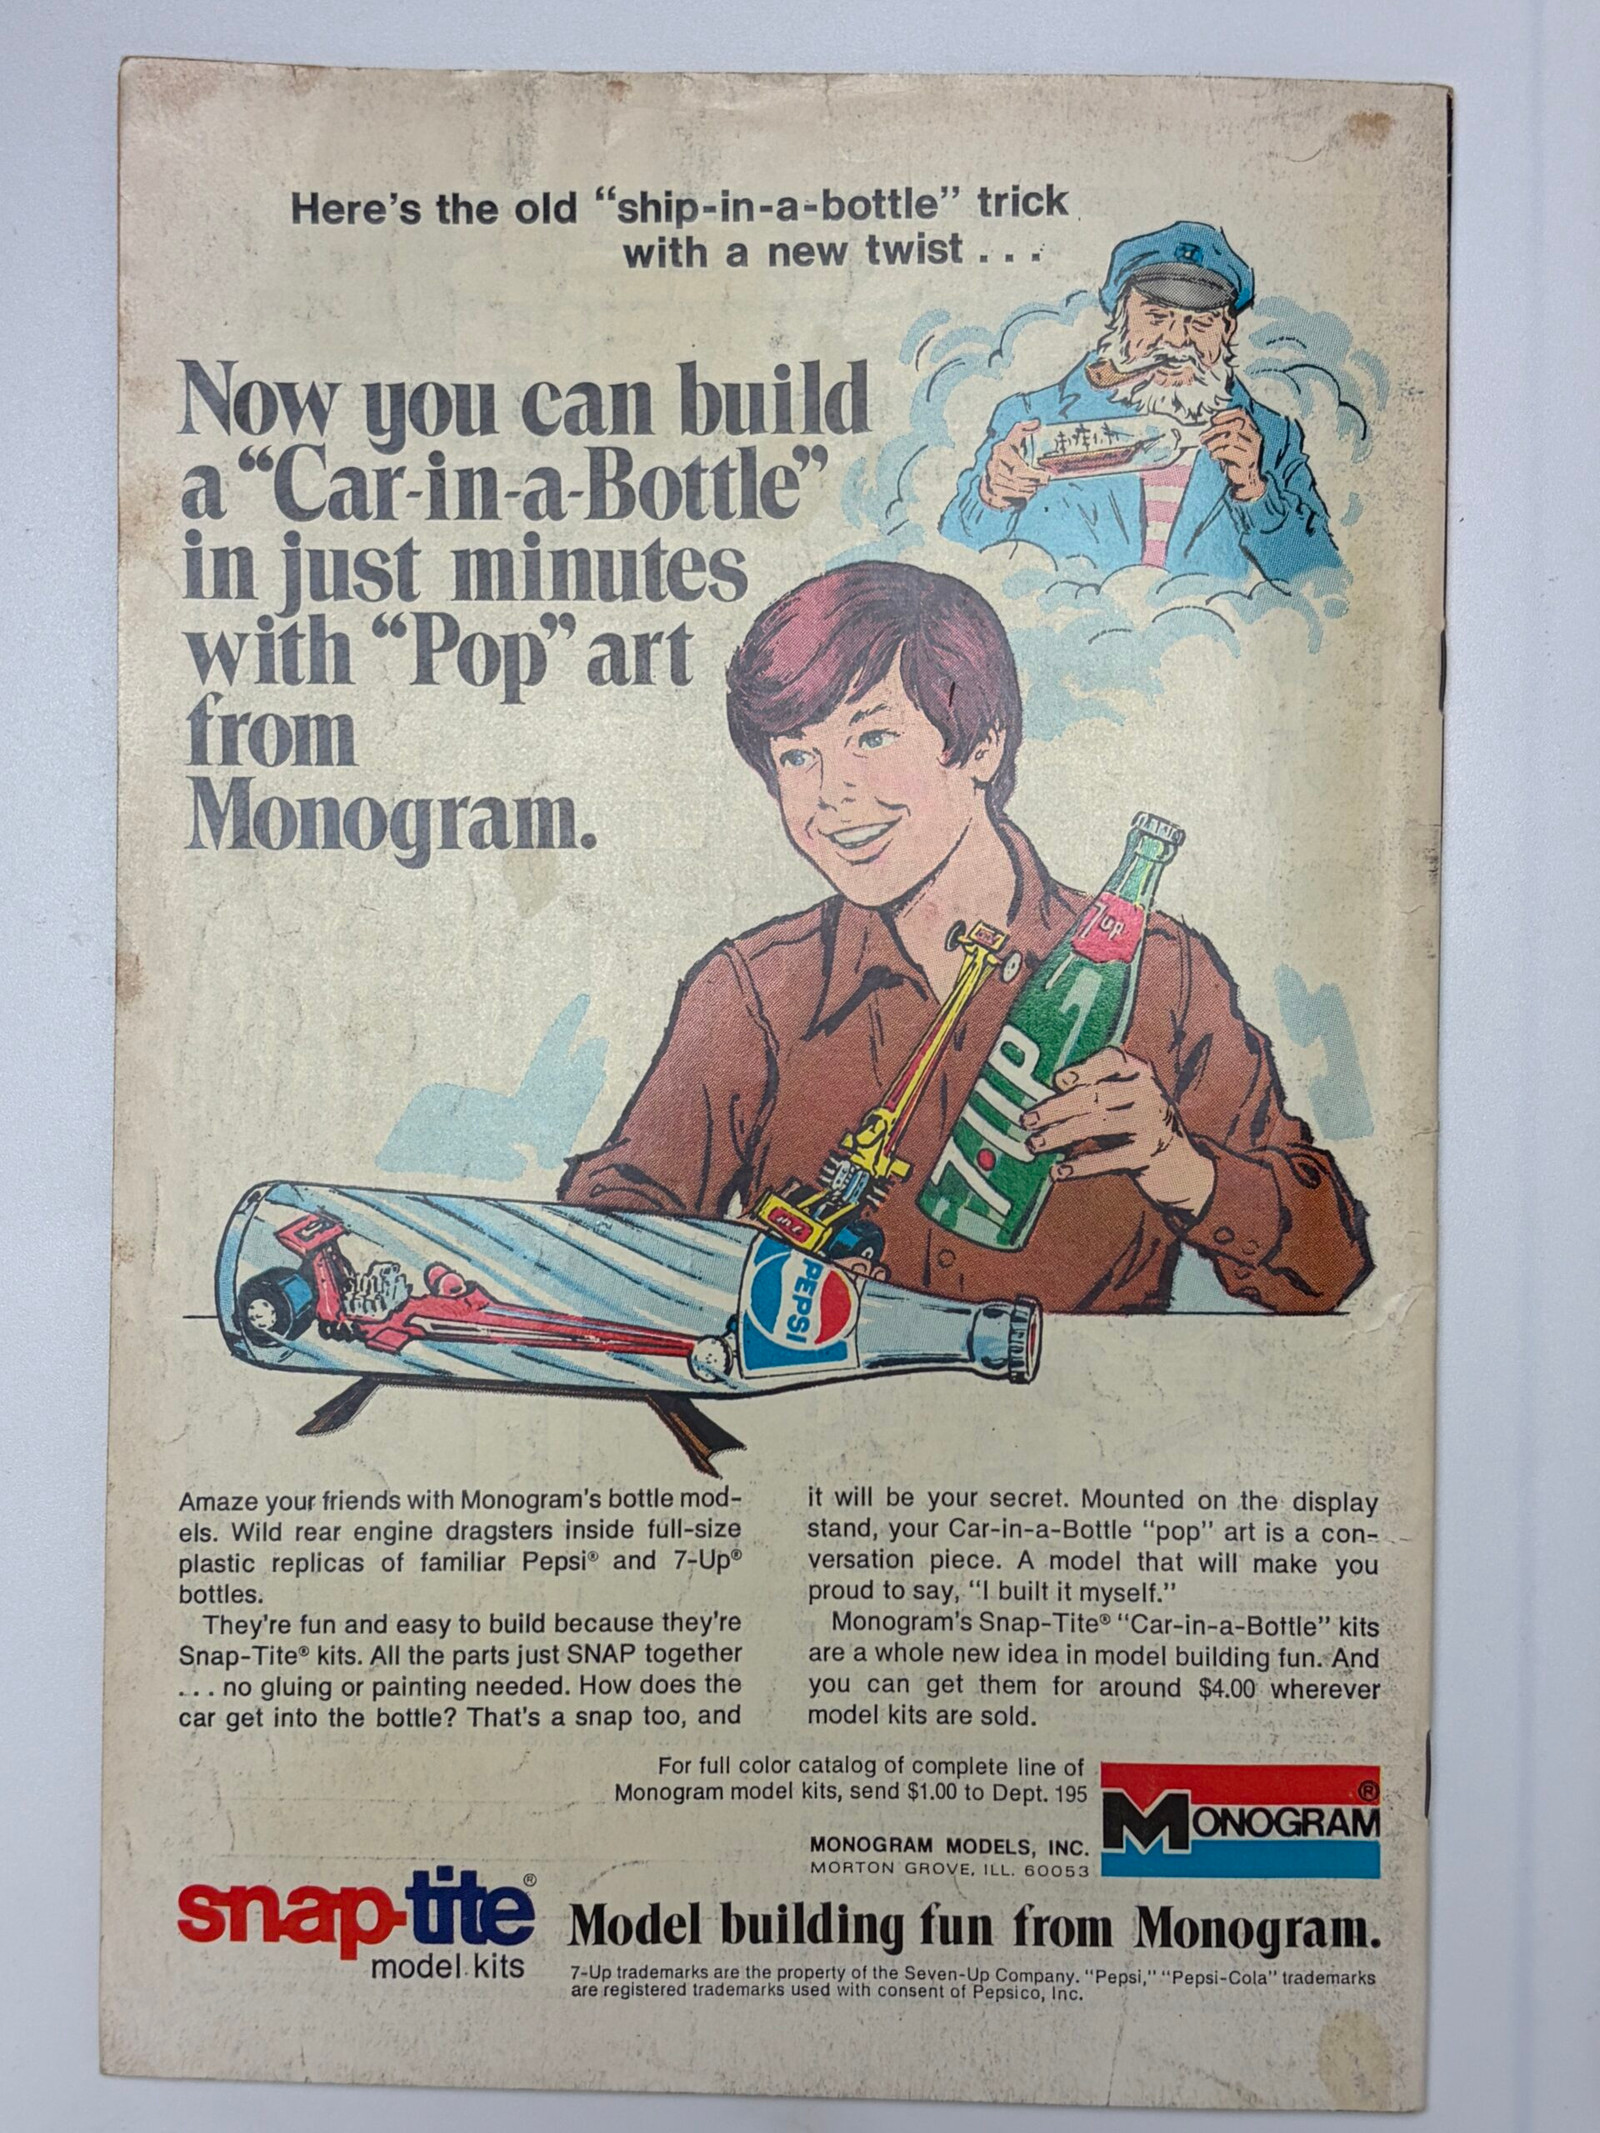 Here's the old “ship-in-a-bottle” trick
with a new twist . . .
Now you can build
a “Car-in-a-Bottle”
in just minutes
with “Pop” art
from
Monogram.
7up
7·UP
PEPSI
Amaze your friends with Monogram's bottle mod-
els. Wild rear engine dragsters inside full-size
plastic replicas of familiar Pepsi® and 7-Up®
bottles.
They're fun and easy to build because they're
Snap-Tite® kits. All the parts just SNAP together
. . . no gluing or painting needed. How does the
car get into the bottle? That's a snap too, and
it will be your secret. Mounted on the display
stand, your Car-in-a-Bottle “pop” art is a con-
versation piece. A model that will make you
proud to say, “I built it myself.”
Monogram's Snap-Tite® “Car-in-a-Bottle” kits
are a whole new idea in model building fun. And
you can get them for around $4.00 wherever
model kits are sold.
For full color catalog of complete line of
Monogram model kits, send $1.00 to Dept. 195
MONOGRAM MODELS, INC.
MORTON GROVE, ILL. 60053
MONOGRAM ®
snap-tite®
model kits
Model building fun from Monogram.
7-Up trademarks are the property of the Seven-Up Company. “Pepsi,” “Pepsi-Cola” trademarks
are registered trademarks used with consent of Pepsico, Inc.